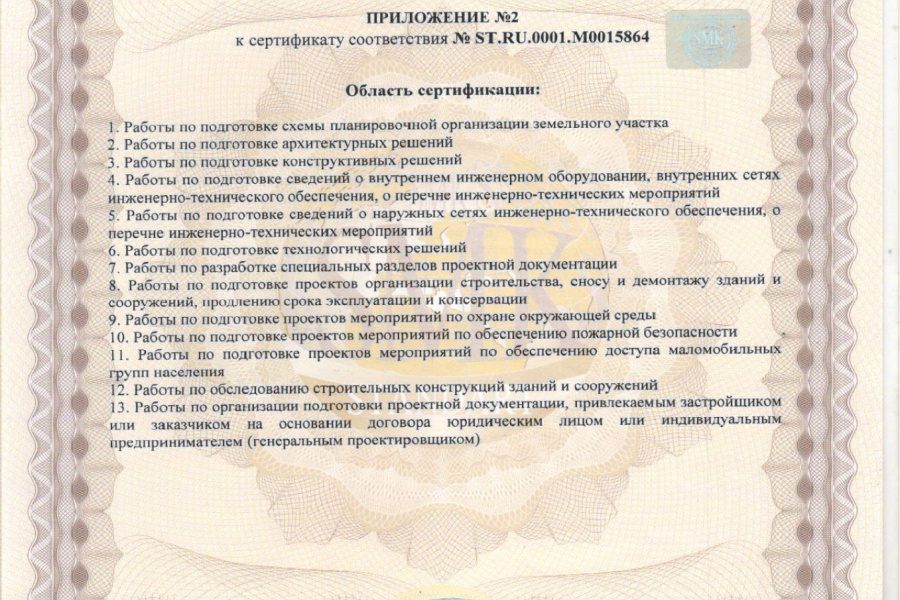 ПРИЛОЖЕНИЕ №2
к сертификату соответствия № ST.RU.0001.M0015864
SMK
Область сертификации:
1. Работы по подготовке схемы планировочной организации земельного участка
2. Работы по подготовке архитектурных решений
3. Работы по подготовке конструктивных решений
4. Работы по подготовке сведений о внутреннем инженерном оборудовании, внутренних сетях
инженерно-технического обеспечения, о перечне инженерно-технических мероприятий
5. Работы по подготовке сведений о наружных сетях инженерно-технического обеспечения, о
перечне инженерно-технических мероприятий
6. Работы по подготовке технологических решений
7. Работы по разработке специальных разделов проектной документации
8. Работы по подготовке проектов организации строительства, сносу и демонтажу зданий и
сооружений, продлению срока эксплуатации и консервации
9. Работы по подготовке проектов мероприятий по охране окружающей среды
10. Работы по подготовке проектов мероприятий по обеспечению пожарной безопасности
11. Работы по подготовке проектов мероприятий по обеспечению доступа маломобильных
групп населения
12. Работы по обследованию строительных конструкций зданий и сооружений
13. Работы по организации подготовки проектной документации, привлекаемым застройщиком
или заказчиком на основании договора юридическим лицом или индивидуальным
предпринимателем (генеральным проектировщиком)